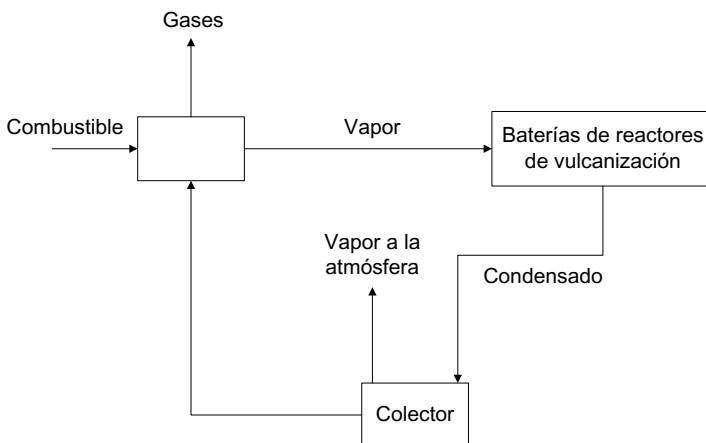 Gases
Combustible
Vapor
Baterías de reactores
de vulcanización
Vapor a la
atmósfera
Condensado
Colector